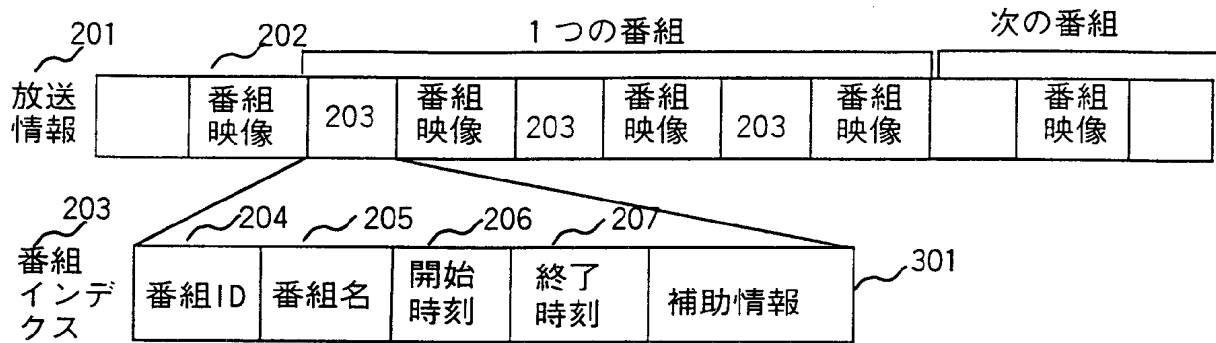 1つの番組 次の番組
201 202
放送
情報
番組
映像
203
番組
映像
203
番組
映像
203
番組
映像
番組
映像
203 204 205 206 207
番組
インデ
クス
番組ID
番組名
開始
時刻
終了
時刻
補助情報
301